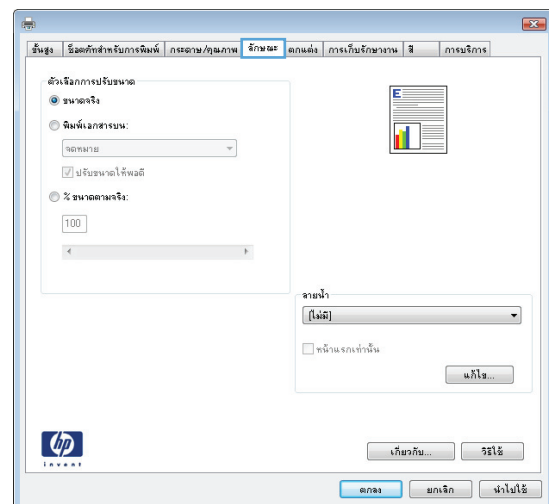 ขั้นสูง ช็อตคัทสำหรับการพิมพ์ กระดาษ/คุณภาพ ลักษณะ ตกแต่ง การเก็บรักษางาน สี การบริการ
ตัวเลือกการปรับขนาด
ขนาดจริง
พิมพ์เอกสารบน:
จดหมาย
ปรับขนาดให้พอดี
% ขนาดตามจริง:
100
E
ลายน้ำ
[ไม่มี]
หน้าแรกเท่านั้น
แก้ไข...
hp
invent
เกี่ยวกับ... วิธีใช้
ตกลง ยกเลิก นำไปใช้